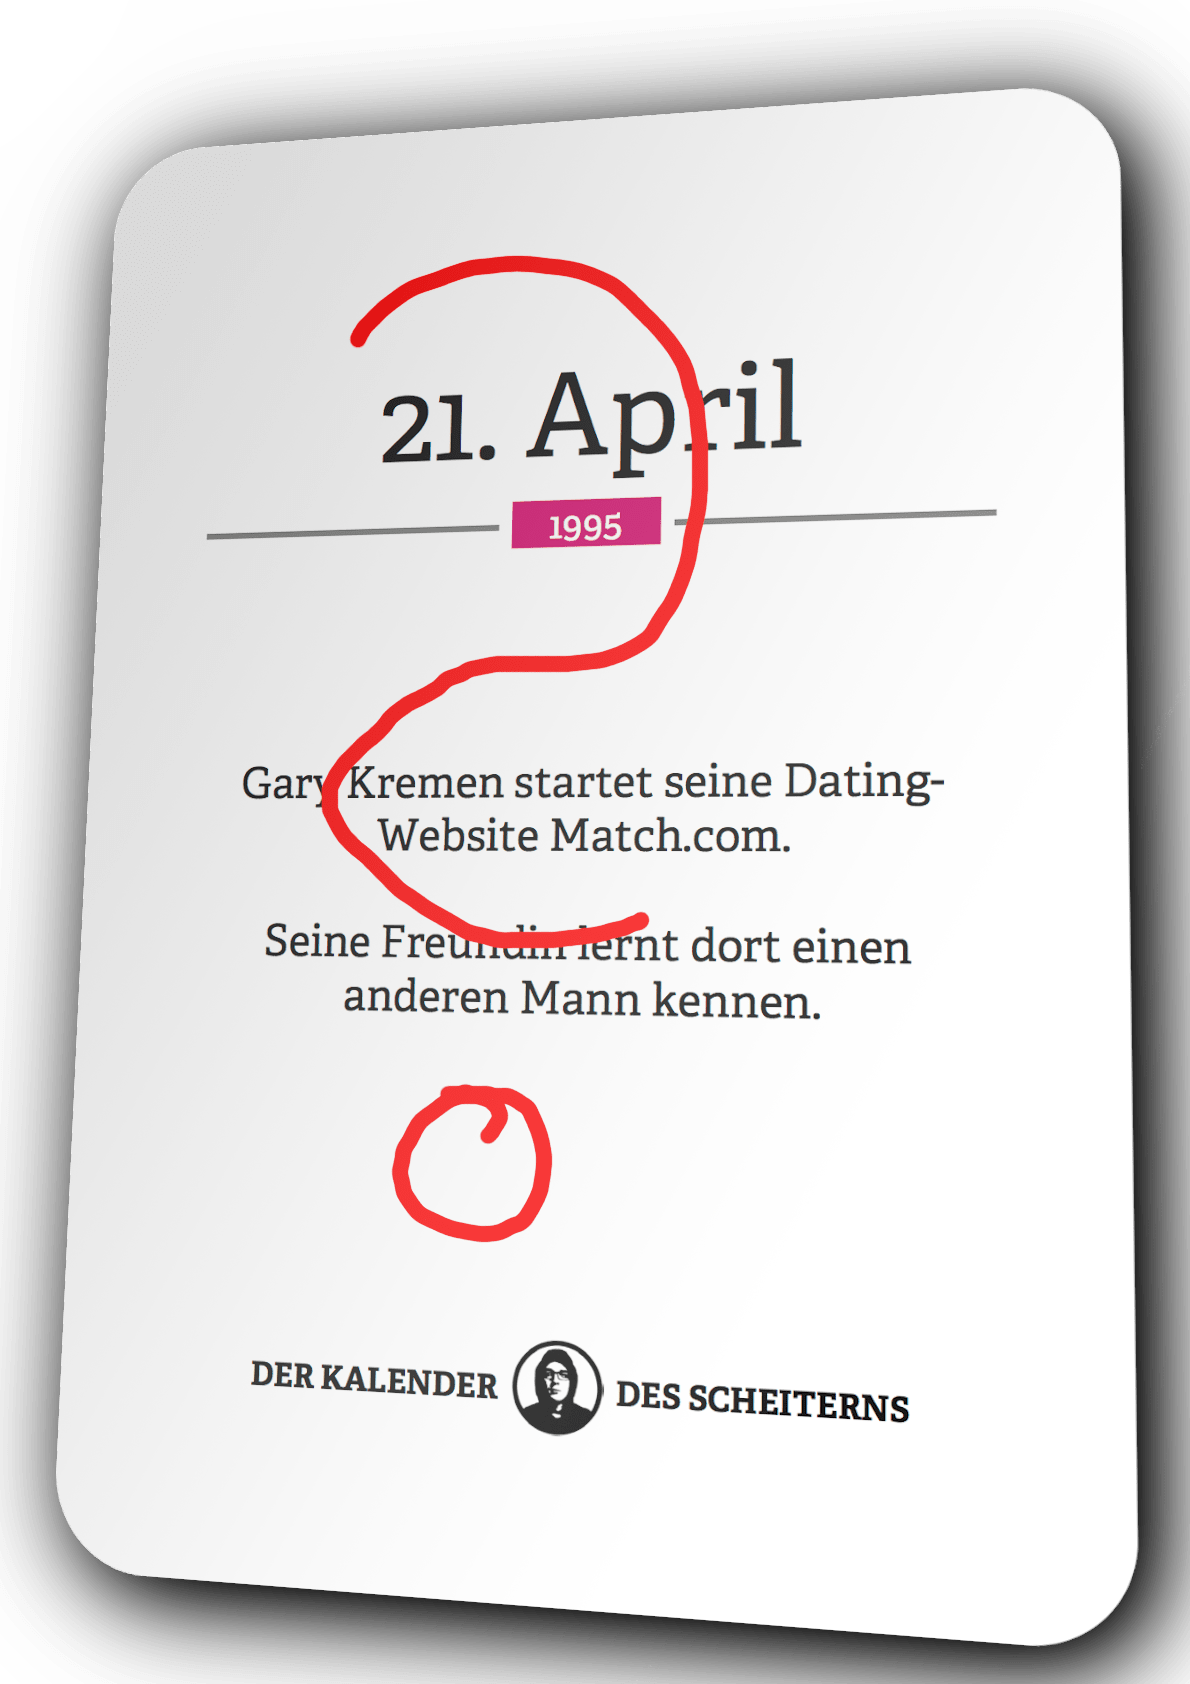 21. April
1995
Gary Kremen startet seine Dating-
Website Match.com.
Seine Freundin lernt dort einen
anderen Mann kennen.
DER KALENDER DES SCHEITERNS